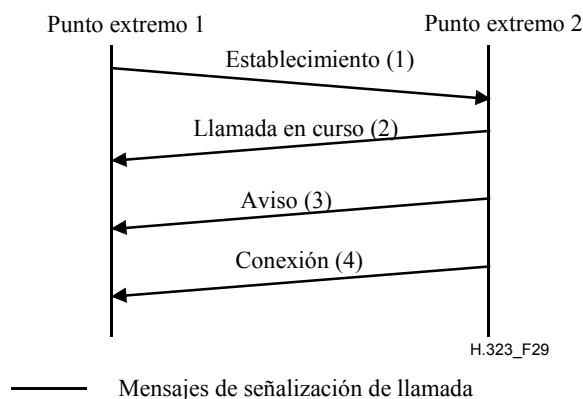 Punto extremo 1
Punto extremo 2
Establecimiento (1)
Llamada en curso (2)
Aviso (3)
Conexión (4)
H.323_F29
Mensajes de señalización de llamada